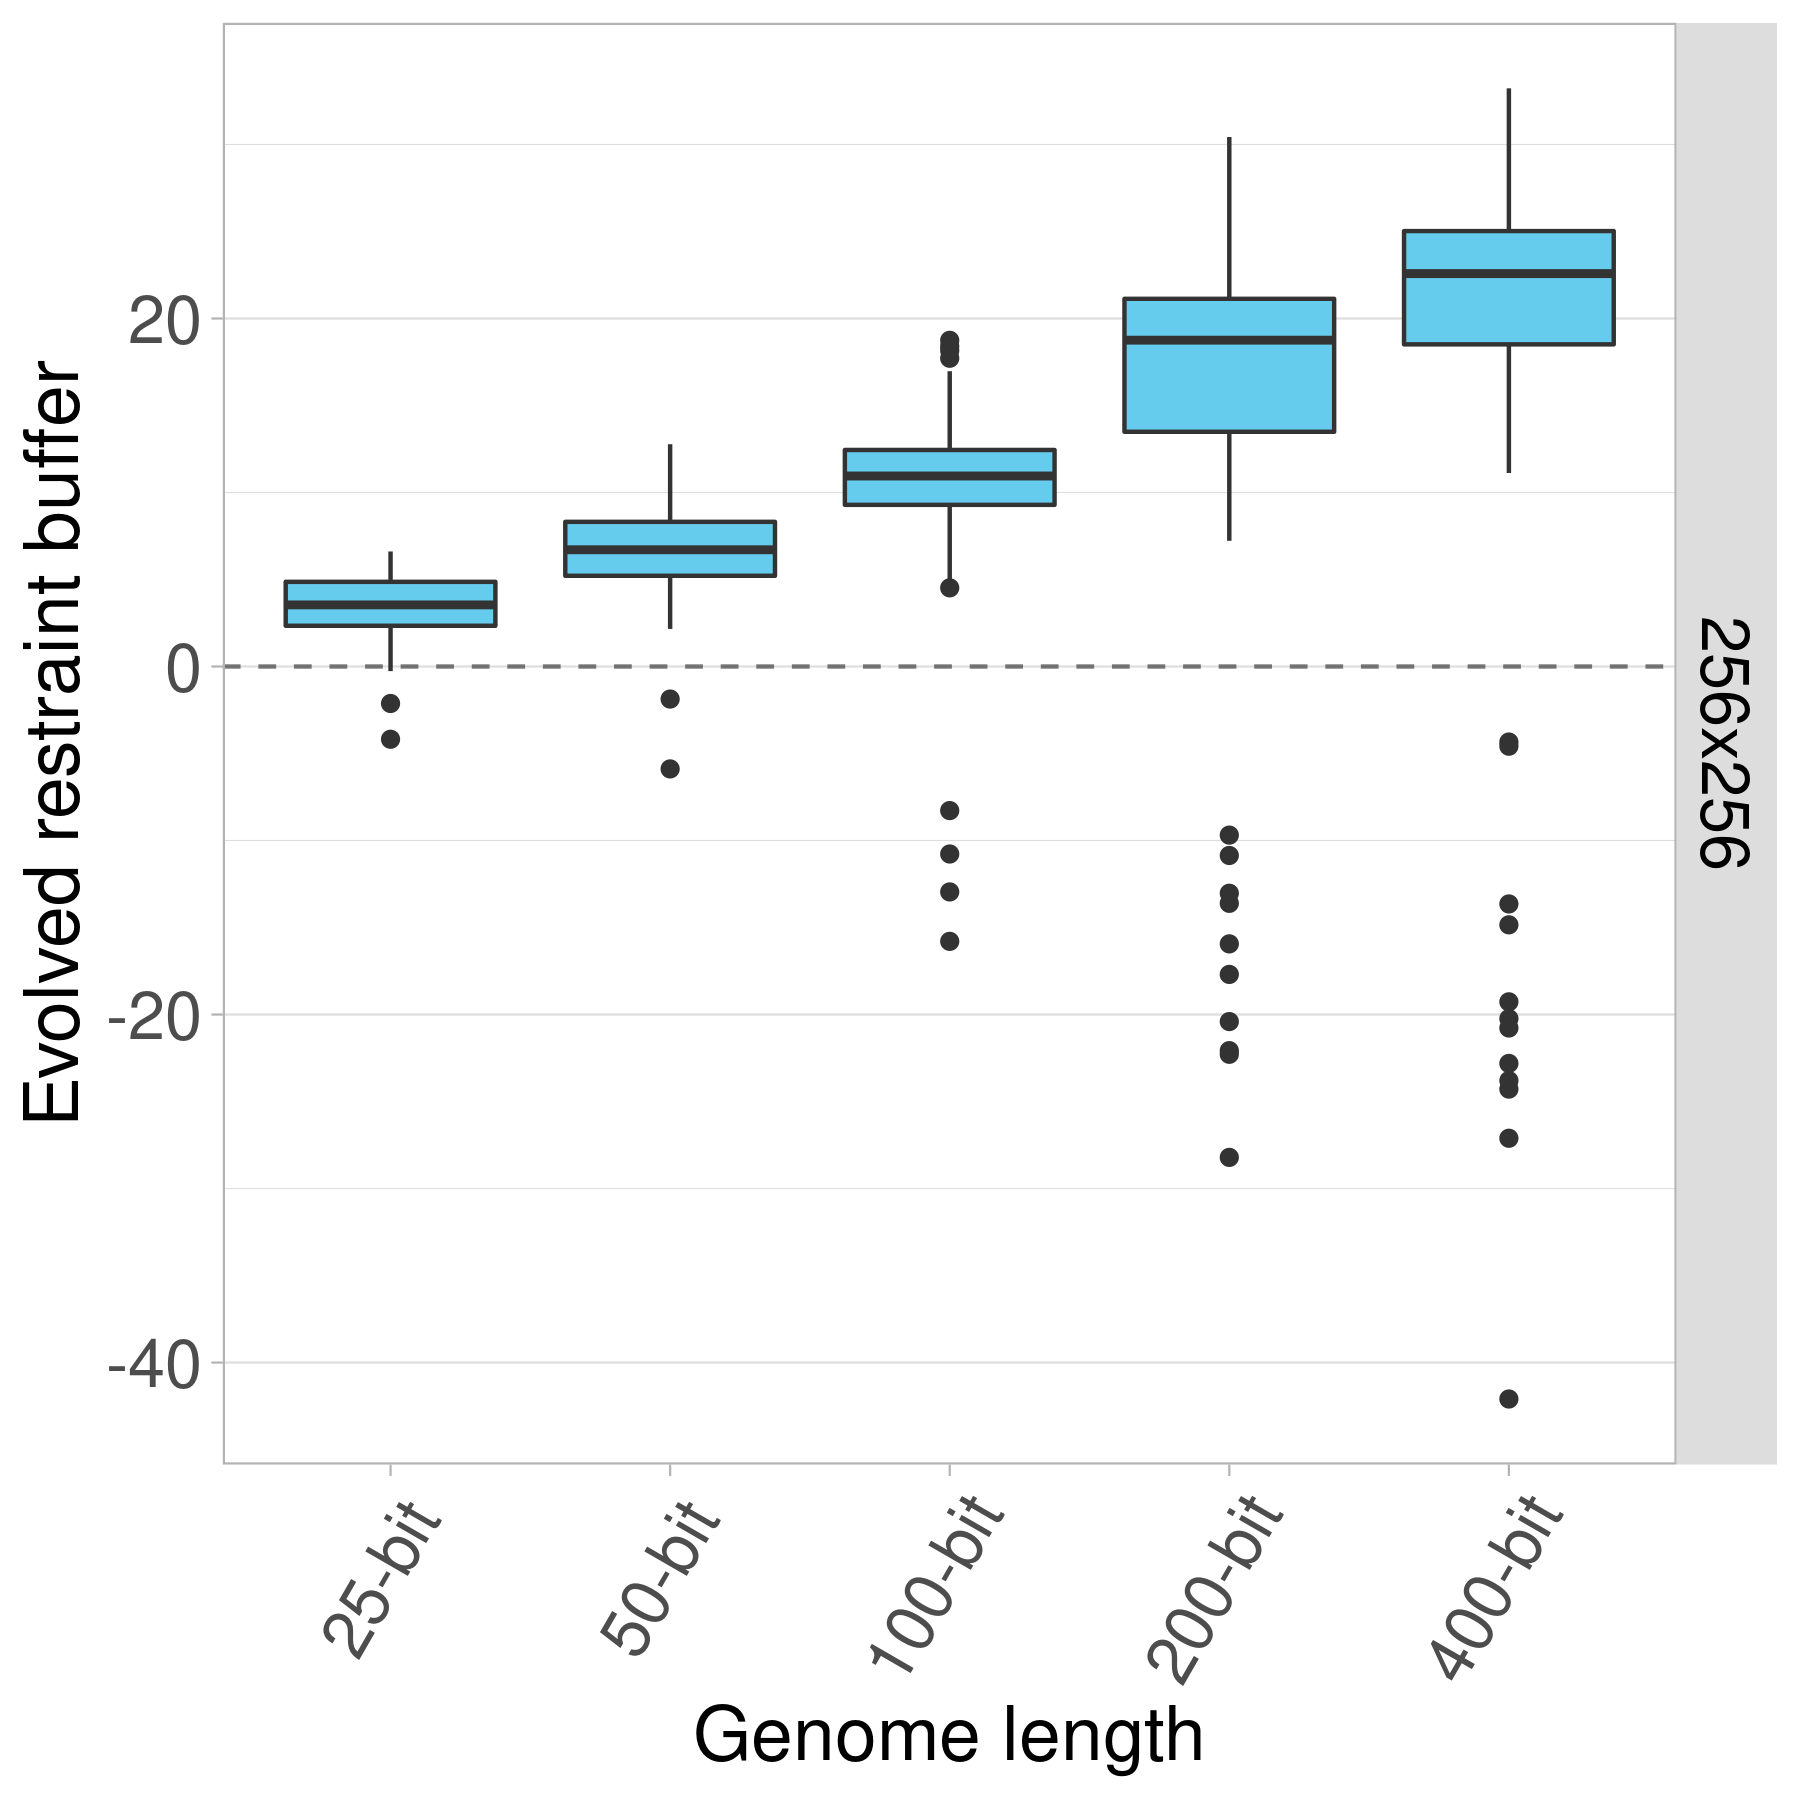 Evolved restraint buffer
20
0
-20
-40
256x256
25-bit
50-bit
100-bit
200-bit
400-bit
Genome length